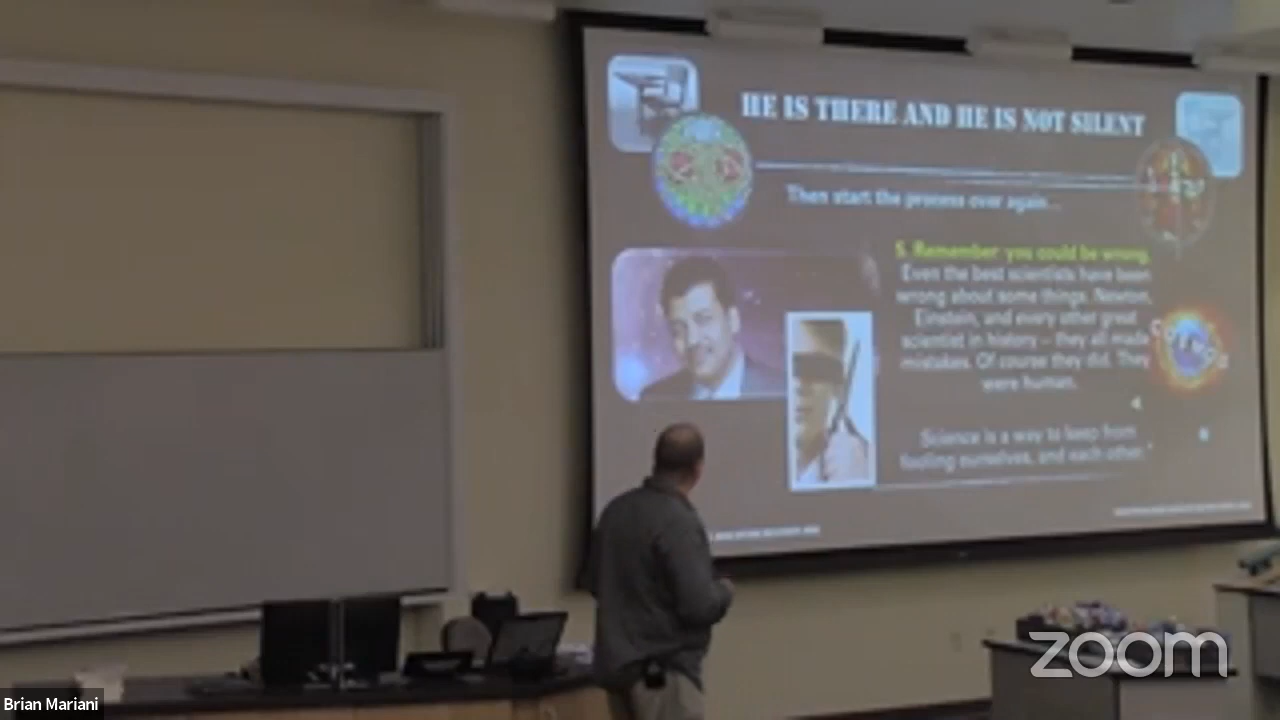 HE IS THERE AND HE IS NOT SILENT
Then start the process over again...
5. Remember: you could be wrong.
Even the best scientists have been
wrong about some things. Newton,
Einstein, and every other great
scientist in history – they all made
mistakes. Of course they did. They
were human.
COSMOS
Science is a way to keep from
fooling ourselves, and each other."
zoom
Brian Mariani